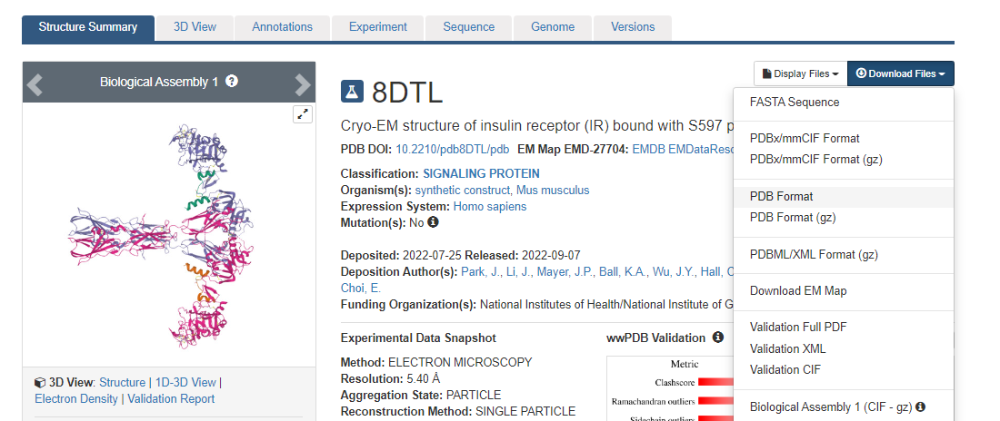 Structure Summary
3D View
Annotations
Experiment
Sequence
Genome
Versions
Biological Assembly 1
8DTL
Display Files
Download Files
Cryo-EM structure of insulin receptor (IR) bound with S597 p
PDB DOI: 10.2210/pdb8DTL/pdb EM Map EMD-27704: EMDB EMDataReso
Classification: SIGNALING PROTEIN
Organism(s): synthetic construct, Mus musculus
Expression System: Homo sapiens
Mutation(s): No
Deposited: 2022-07-25 Released: 2022-09-07
Deposition Author(s): Park, J., Li, J., Mayer, J.P., Ball, K.A., Wu, J.Y., Hall, C
Choi, E.
Funding Organization(s): National Institutes of Health/National Institute of G
Experimental Data Snapshot
Method: ELECTRON MICROSCOPY
Resolution: 5.40 Å
Aggregation State: PARTICLE
Reconstruction Method: SINGLE PARTICLE
wwPDB Validation
Metric
Clashscore
Ramachandran outliers
Sidechain outliers
FASTA Sequence
PDBx/mmCIF Format
PDBx/mmCIF Format (gz)
PDB Format
PDB Format (gz)
PDBML/XML Format (gz)
Download EM Map
Validation Full PDF
Validation XML
Validation CIF
Biological Assembly 1 (CIF - gz)
3D View: Structure | 1D-3D View |
Electron Density | Validation Report